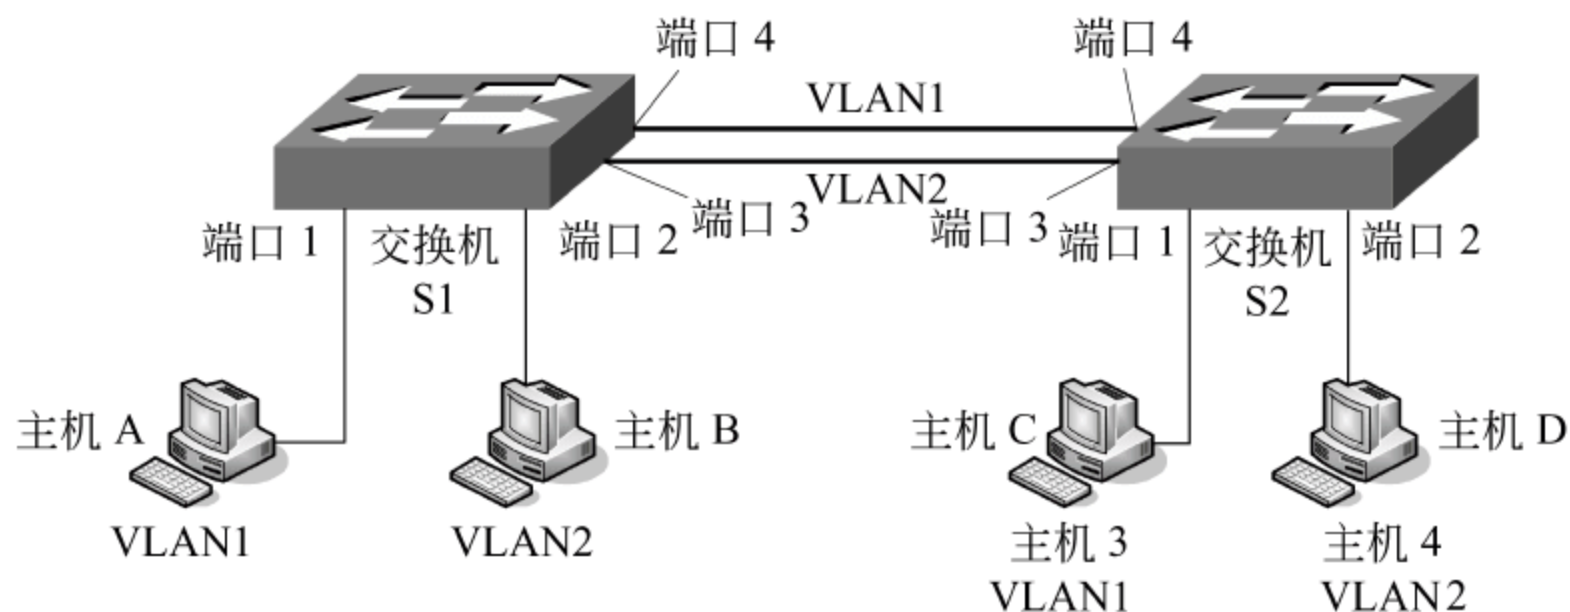 端口 4
端口 4
VLAN1
VLAN2
端口 1
交换机
S1
端口 2
端口 3
端口 3
端口 1
交换机
S2
端口 2
主机 A
主机 B
主机 C
主机 D
VLAN1
VLAN2
主机 3
VLAN1
主机 4
VLAN2